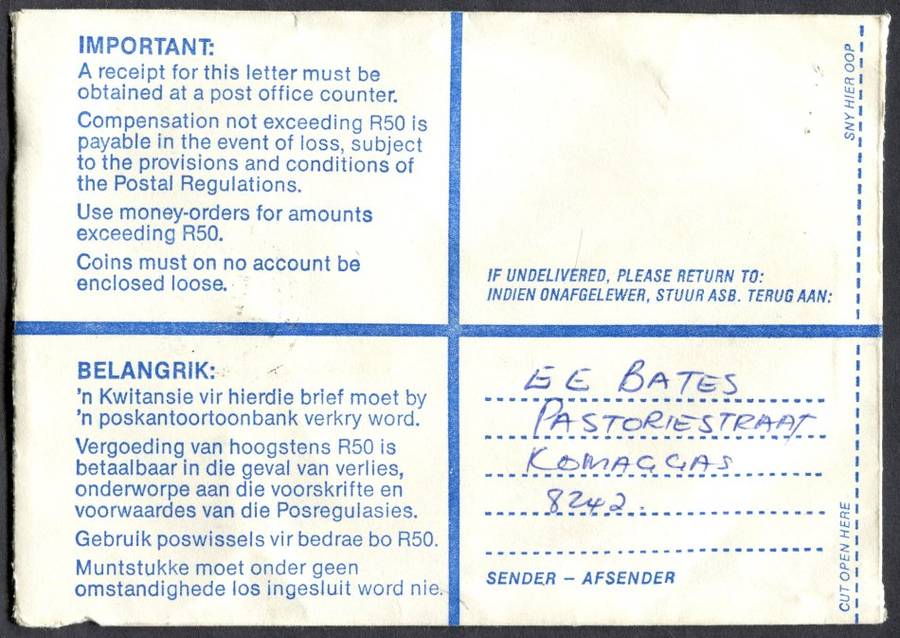 IMPORTANT:
A receipt for this letter must be
obtained at a post office counter.
Compensation not exceeding R50 is
payable in the event of loss, subject
to the provisions and conditions of
the Postal Regulations.
Use money-orders for amounts
exceeding R50.
Coins must on no account be
enclosed loose.
SNY HIER OOP
IF UNDELIVERED, PLEASE RETURN TO:
INDIEN ONAFGELEWER, STUUR ASB. TERUG AAN:
BELANGRIK:
'n Kwitansie vir hierdie brief moet by
'n poskantoortoonbank verkry word.
Vergoeding van hoogstens R50 is
betaalbaar in die geval van verlies,
onderworpe aan die voorskrifte en
voorwaardes van die Posregulasies.
Gebruik poswissels vir bedrae bo R50.
Muntstukke moet onder geen
omstandighede los ingesluit word nie.
E E BATES
PASTORIESTRAAT
KOMAGGAS
8242.
SENDER – AFSENDER
CUT OPEN HERE